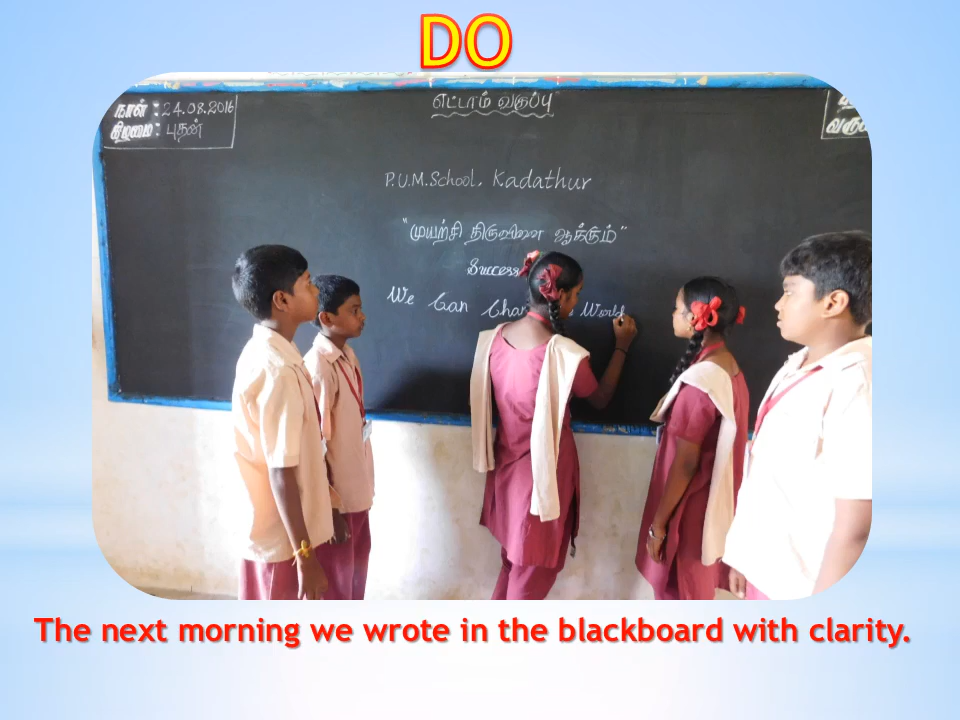 DO
நாள் : 24.08.2016
கிழமை: புதன்
எட்டாம் வகுப்பு
P.U.M.School, Kadathur
"முயற்சி திருவினை ஆக்கும்"
Success
We Can World
The next morning we wrote in the blackboard with clarity.